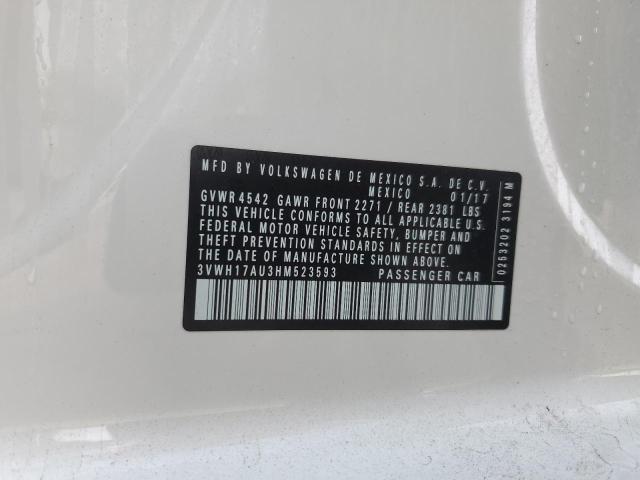 MFD BY VOLKSWAGEN DE MEXICO S.A. DE C.V.
MEXICO 01/17
GVWR 4542 GAWR FRONT 2271 / REAR 2381 LBS
THIS VEHICLE CONFORMS TO ALL APPLICABLE U.S.
FEDERAL MOTOR VEHICLE SAFETY, BUMPER AND
THEFT PREVENTION STANDARDS IN EFFECT ON
THE DATE OF MANUFACTURE SHOWN ABOVE.
3VWH17AU3HM523593 PASSENGER CAR
0253202 3194 M